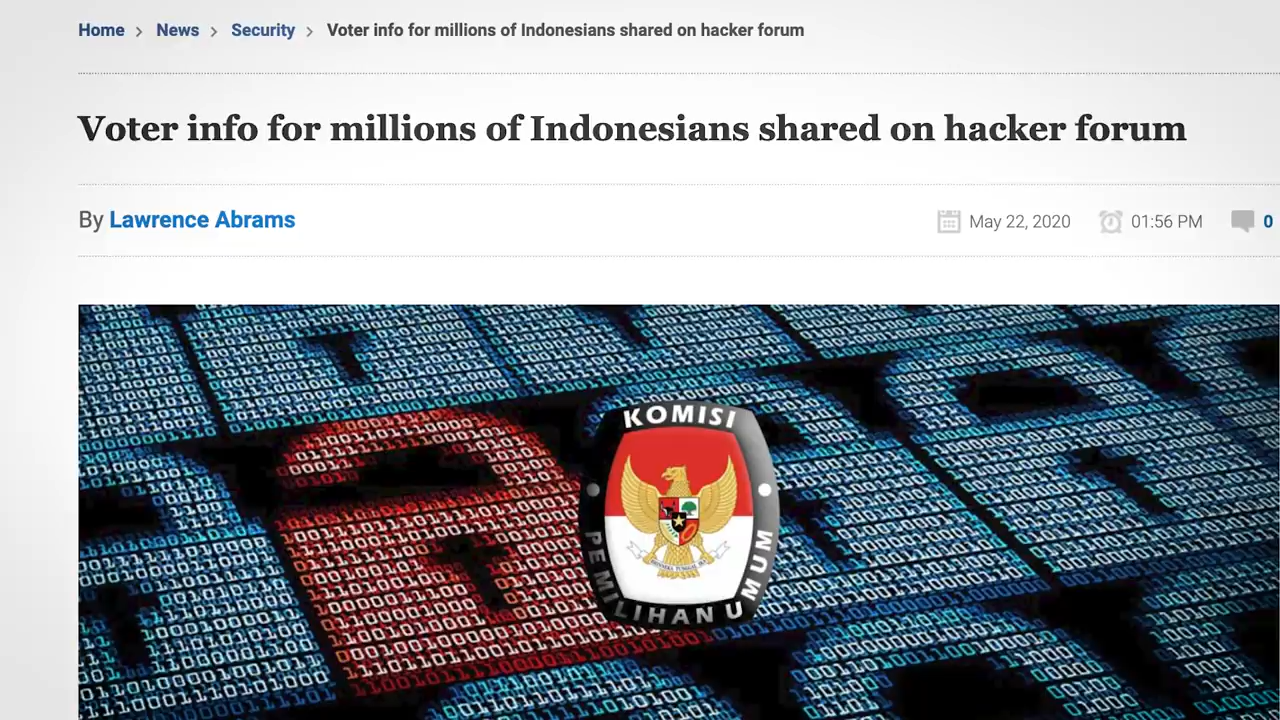 Home > News > Security > Voter info for millions of Indonesians shared on hacker forum
Voter info for millions of Indonesians shared on hacker forum
By Lawrence Abrams
May 22, 2020 01:56 PM 0
KOMISI
PEMILIHAN UMUM